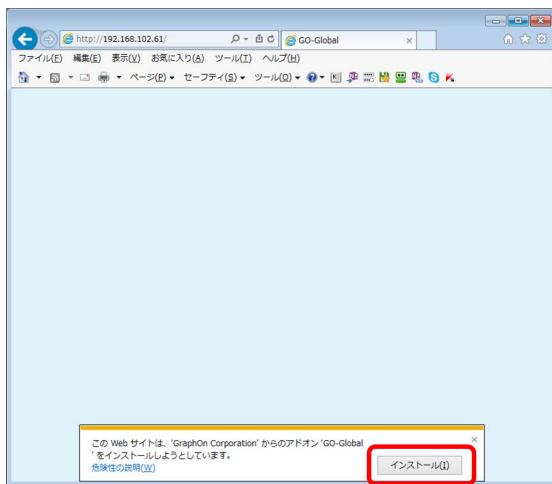 http://192.168.102.61/
GO-Global
ファイル(F) 編集(E) 表示(V) お気に入り(A) ツール(T) ヘルプ(H)
ページ(P) セーフティ(S) ツール(O)
この Web サイトは、'GraphOn Corporation' からのアドオン 'GO-Global
' をインストールしようとしています。
危険性の説明(W)
インストール(I)